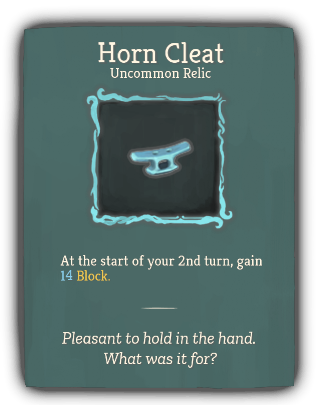 Horn Cleat
Uncommon Relic
At the start of your 2nd turn, gain
14 Block.
Pleasant to hold in the hand.
What was it for?